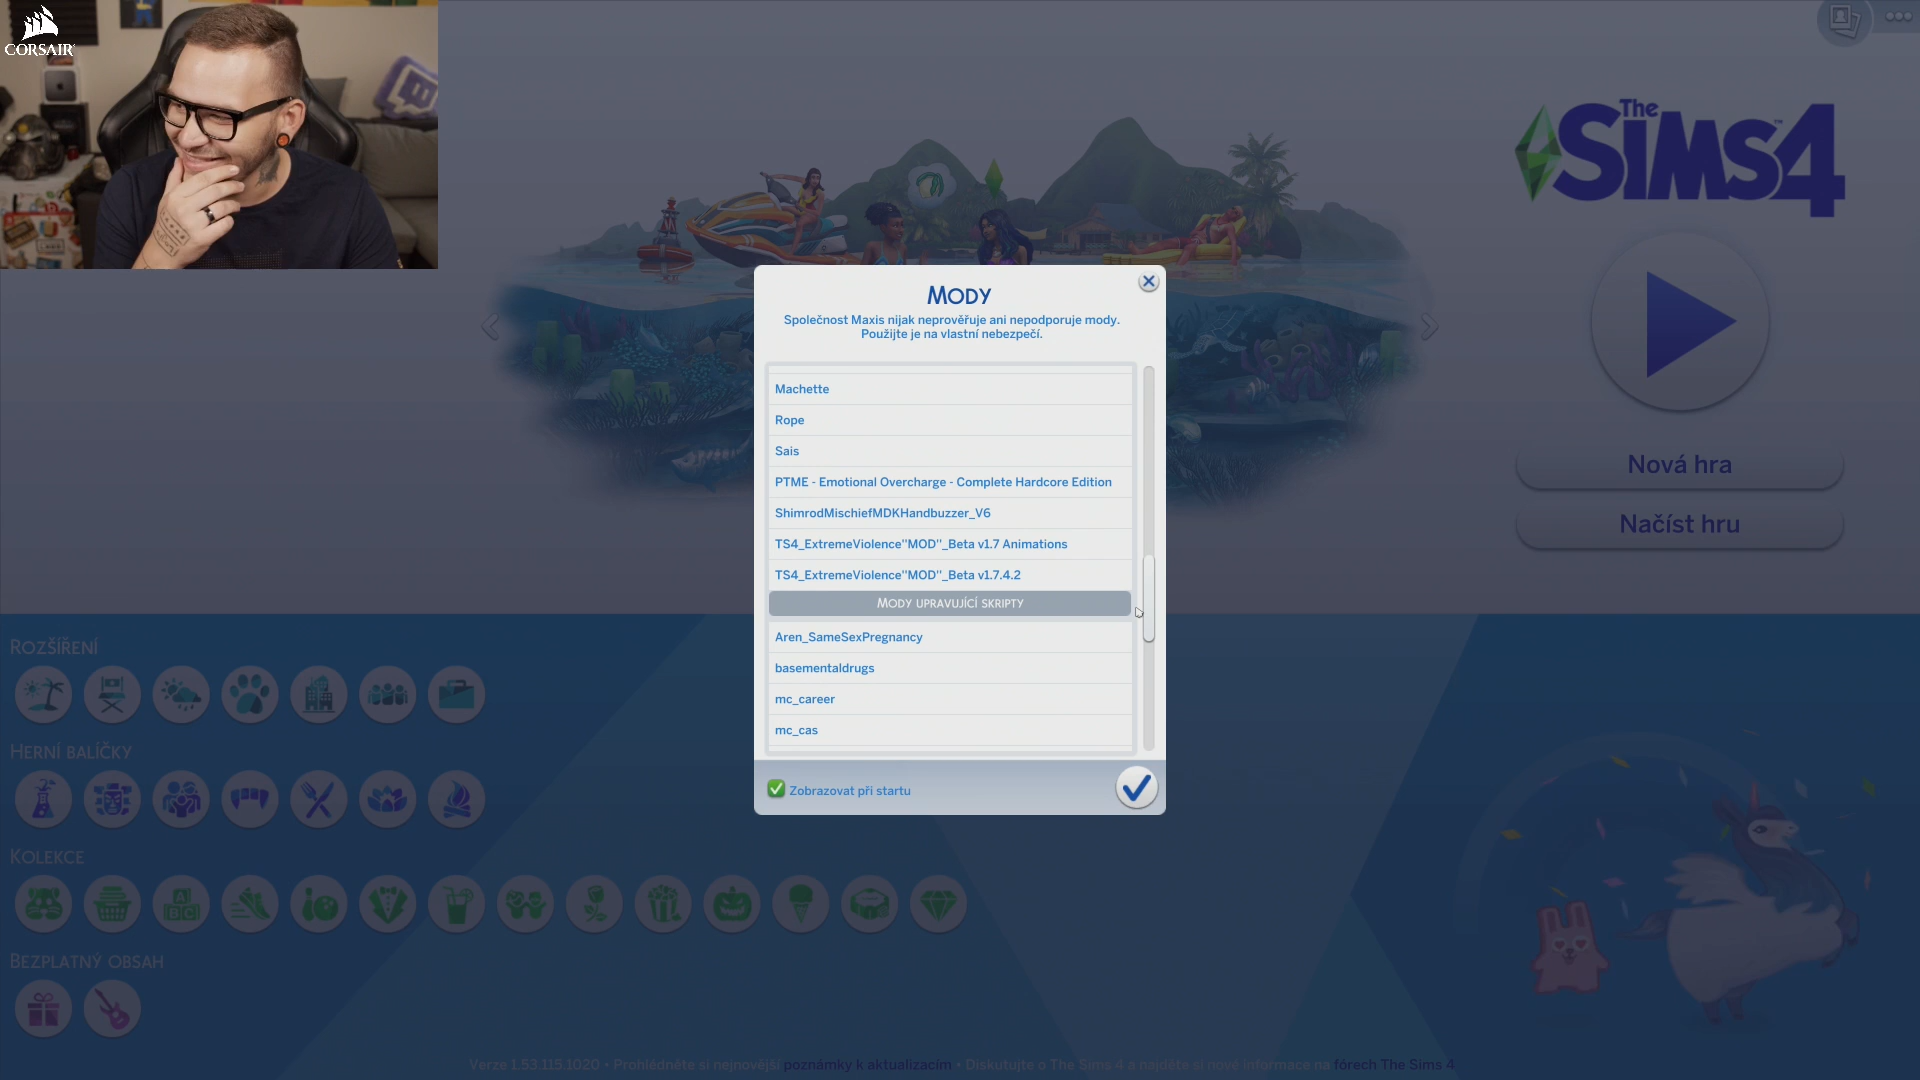 CORSAIR
The
SIMS 4
™
MODY
Společnost Maxis nijak neprověřuje ani nepodporuje mody.
Použijte je na vlastní nebezpečí.
Machette
Rope
Sais
PTME - Emotional Overcharge - Complete Hardcore Edition
ShimrodMischiefMDKHandbuzzer_V6
TS4_ExtremeViolence"MOD"_Beta v1.7 Animations
TS4_ExtremeViolence"MOD"_Beta v1.7.4.2
MODY UPRAVUJÍCÍ SKRIPTY
Aren_SameSexPregnancy
basementaldrugs
mc_career
mc_cas
Zobrazovat při startu
Nová hra
Načíst hru
ROZŠÍŘENÍ
HERNÍ BALÍČKY
KOLEKCE
ABC
BEZPLATNÝ OBSAH
Verze 1.53.115.1020 • Prohlédněte si nejnovější poznámky k aktualizacím • Diskutujte o The Sims 4 a najděte si nové informace na fórech The Sims 4